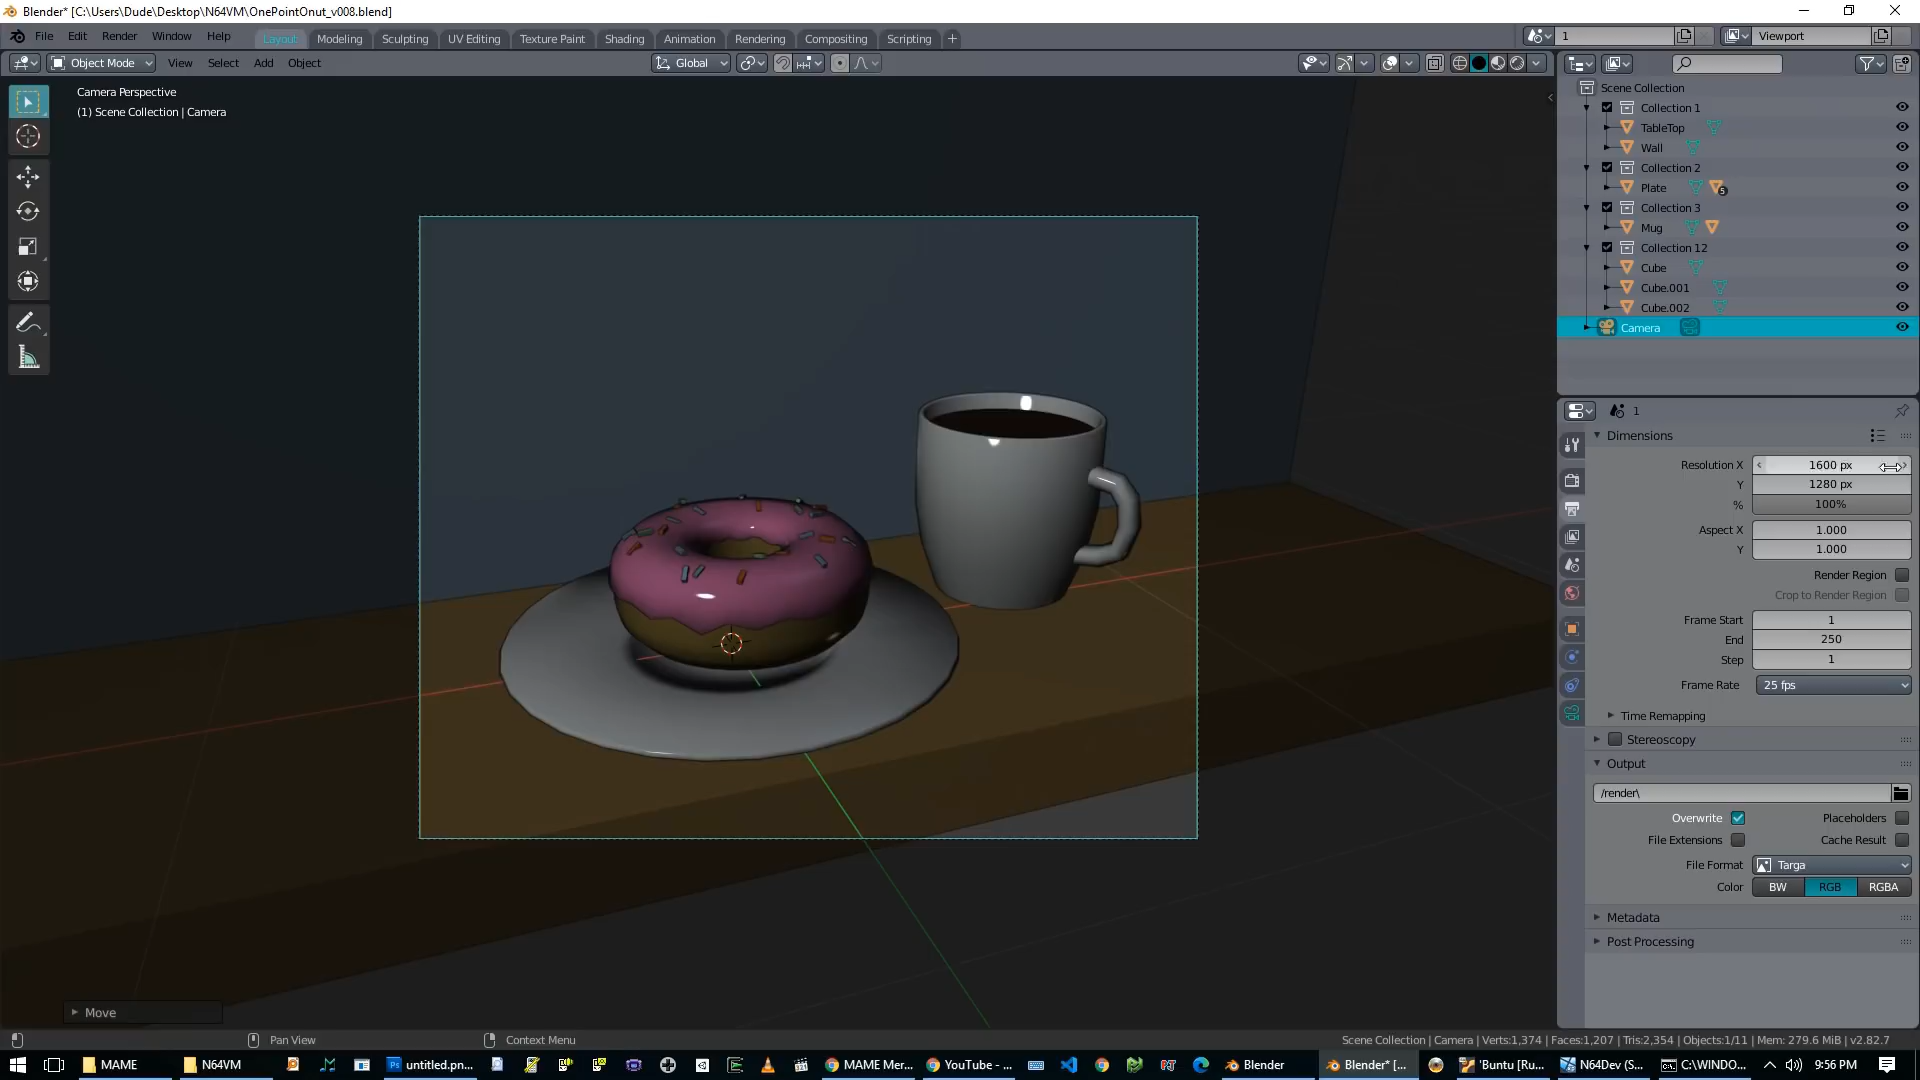 Blender* [C:\Users\Dude\Desktop\N64VM\OnePointOnut_v008.blend]
File Edit Render Window Help Layout Modeling Sculpting UV Editing Texture Paint Shading Animation Rendering Compositing Scripting + 1 Viewport
Object Mode View Select Add Object Global
Camera Perspective
(1) Scene Collection | Camera
Scene Collection
Collection 1
TableTop
Wall
Collection 2
Plate 5
Collection 3
Mug
Collection 12
Cube
Cube.001
Cube.002
Camera
1
Dimensions
Resolution X 1600 px
Y 1280 px
% 100%
Aspect X 1.000
Y 1.000
Render Region
Crop to Render Region
Frame Start 1
End 250
Step 1
Frame Rate 25 fps
Time Remapping
Stereoscopy
Output
/render\
Overwrite Placeholders
File Extensions Cache Result
File Format Targa
Color BW RGB RGBA
Metadata
Post Processing
Move
Pan View Context Menu Scene Collection | Camera | Verts:1,374 | Faces:1,207 | Tris:2,354 | Objects:1/11 | Mem: 279.6 MiB | v2.82.7
MAME N64VM untitled.pn... MAME Mer... YouTube - ... Blender Blender* [... 'Buntu [Ru... N64Dev (S... C:\WINDO... 9:56 PM